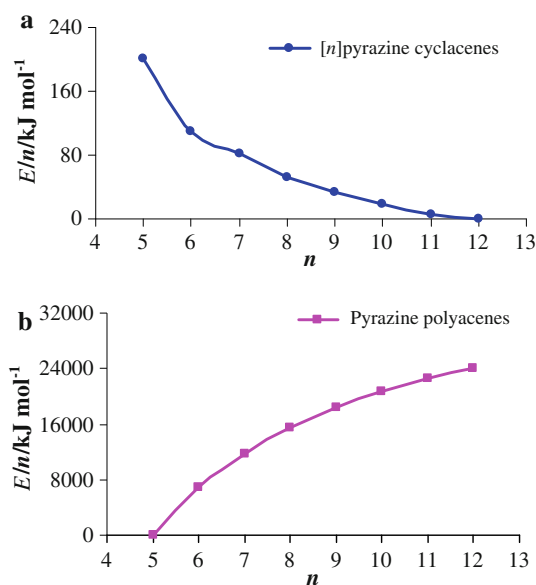 a
240
160
80
0
E/n/kJ mol⁻¹
[n]pyrazine cyclacenes
4 5 6 7 8 9 10 11 12 13
n
b
32000
24000
16000
8000
0
E/n/kJ mol⁻¹
Pyrazine polyacenes
4 5 6 7 8 9 10 11 12 13
n